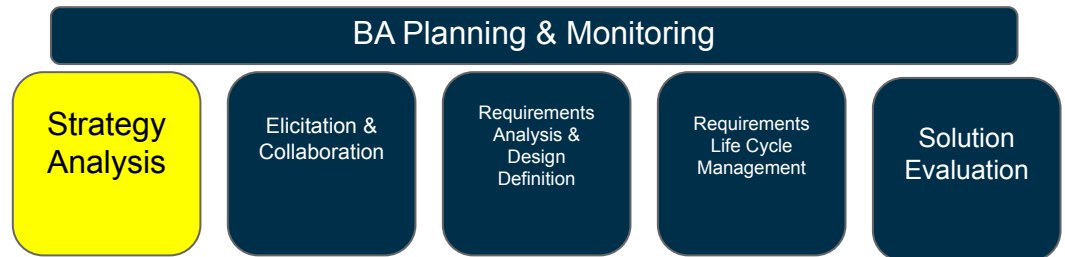 BA Planning & Monitoring
Strategy
Analysis
Elicitation &
Collaboration
Requirements
Analysis &
Design
Definition
Requirements
Life Cycle
Management
Solution
Evaluation